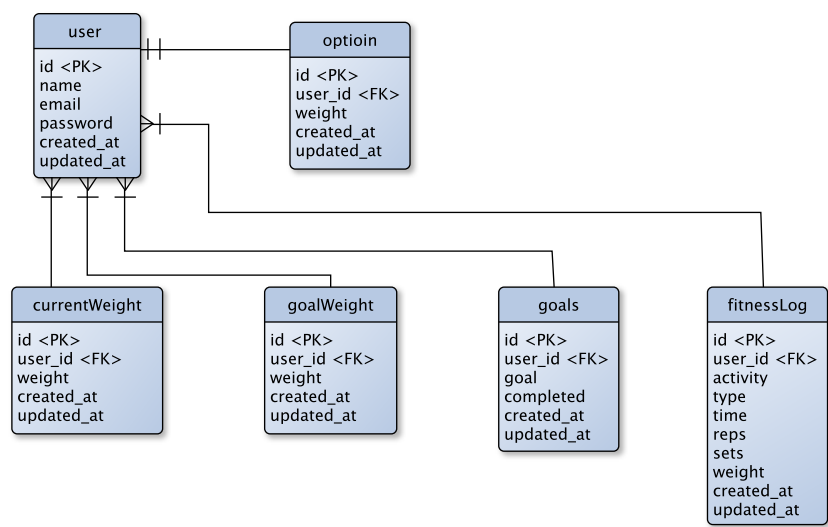 user
id <PK>
name
email
password
created_at
updated_at
optioin
id <PK>
user_id <FK>
weight
created_at
updated_at
currentWeight
id <PK>
user_id <FK>
weight
created_at
updated_at
goalWeight
id <PK>
user_id <FK>
weight
created_at
updated_at
goals
id <PK>
user_id <FK>
goal
completed
created_at
updated_at
fitnessLog
id <PK>
user_id <FK>
activity
type
time
reps
sets
weight
created_at
updated_at